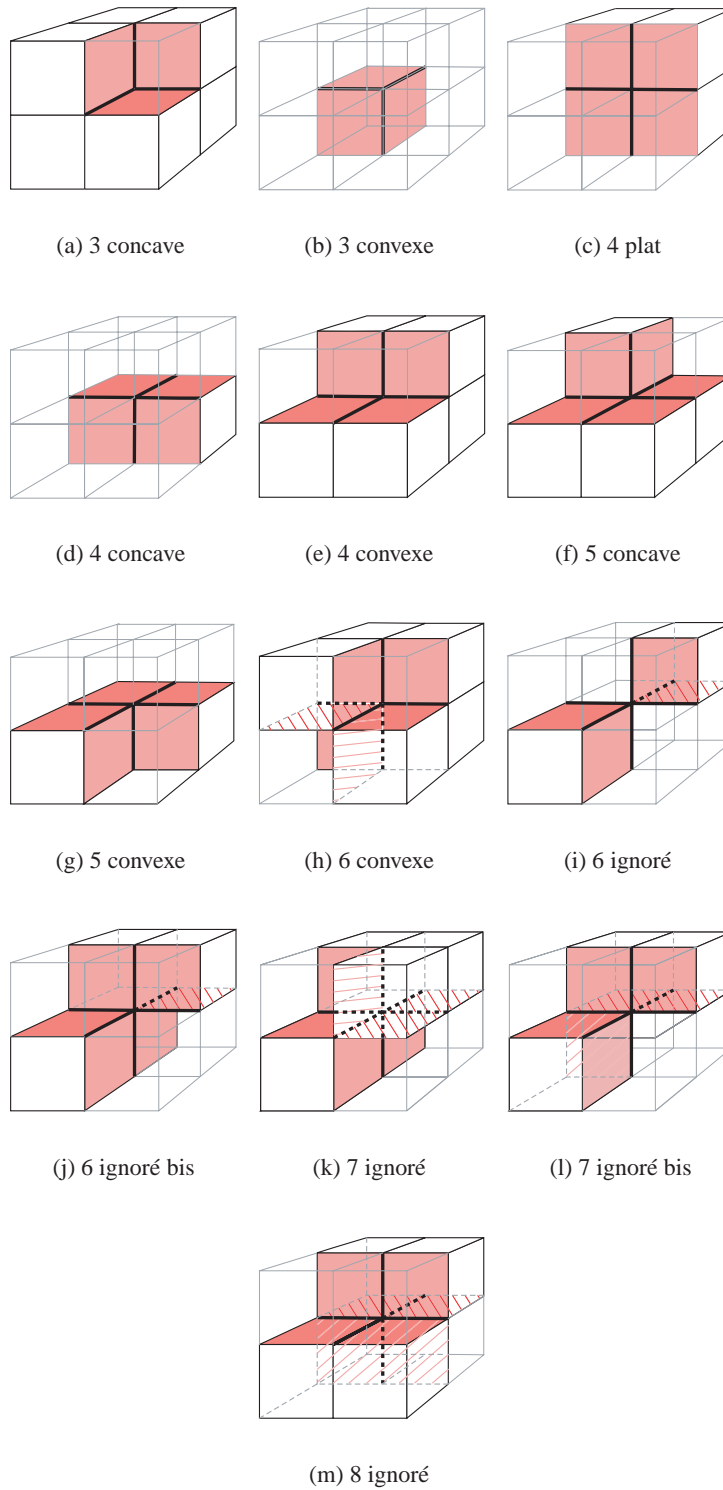 (a) 3 concave (b) 3 convexe (c) 4 plat
(d) 4 concave (e) 4 convexe (f) 5 concave
(g) 5 convexe (h) 6 convexe (i) 6 ignoré
(j) 6 ignoré bis (k) 7 ignoré (l) 7 ignoré bis
(m) 8 ignoré